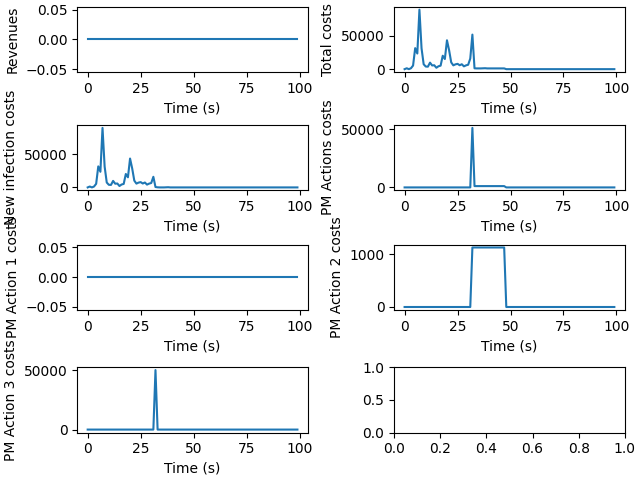 Revenues
0.05
0.00
−0.05
0 25 50 75 100
Time (s)
Total costs
50000
0
0 25 50 75 100
Time (s)
New infection costs
50000
0
0 25 50 75 100
Time (s)
PM Actions costs
50000
0
0 25 50 75 100
Time (s)
PM Action 1 costs
0.05
0.00
−0.05
0 25 50 75 100
Time (s)
PM Action 2 costs
1000
0
0 25 50 75 100
Time (s)
PM Action 3 costs
50000
0
0 25 50 75 100
Time (s)
1.0
0.5
0.0
0.0 0.2 0.4 0.6 0.8 1.0